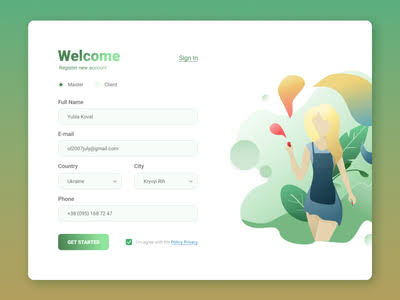 Welcome
Sign In
Register new account
Master
Client
Full Name
Yuliia Koval
E-mail
ol2007july@gmail.com
Country
City
Ukraine
Kryvyi Rih
Phone
+38 (095) 168 72 47
GET STARTED
I'm agree with the Policy Privacy